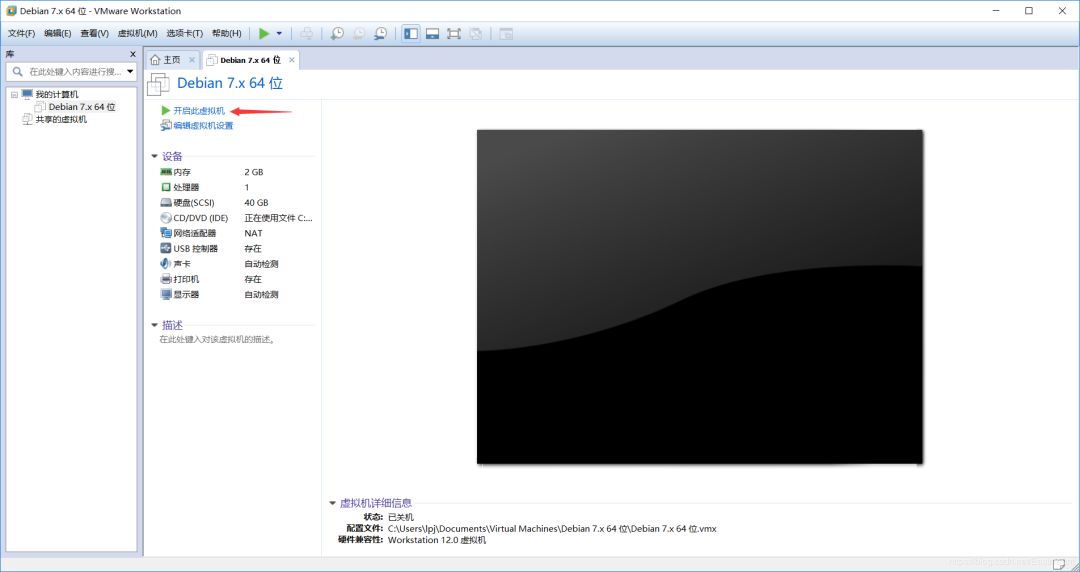 Debian 7.x 64 位 - VMware Workstation
文件(F) 编辑(E) 查看(V) 虚拟机(M) 选项卡(T) 帮助(H)
库
在此处键入内容进行搜...
我的计算机
Debian 7.x 64 位
共享的虚拟机
主页
Debian 7.x 64 位
Debian 7.x 64 位
开启此虚拟机
编辑虚拟机设置
设备
内存 2 GB
处理器 1
硬盘(SCSI) 40 GB
CD/DVD (IDE) 正在使用文件 C:...
网络适配器 NAT
USB 控制器 存在
声卡 自动检测
打印机 存在
显示器 自动检测
描述
在此处键入对该虚拟机的描述。
虚拟机详细信息
状态: 已关机
配置文件: C:\Users\lpj\Documents\Virtual Machines\Debian 7.x 64 位\Debian 7.x 64 位.vmx
硬件兼容性: Workstation 12.0 虚拟机